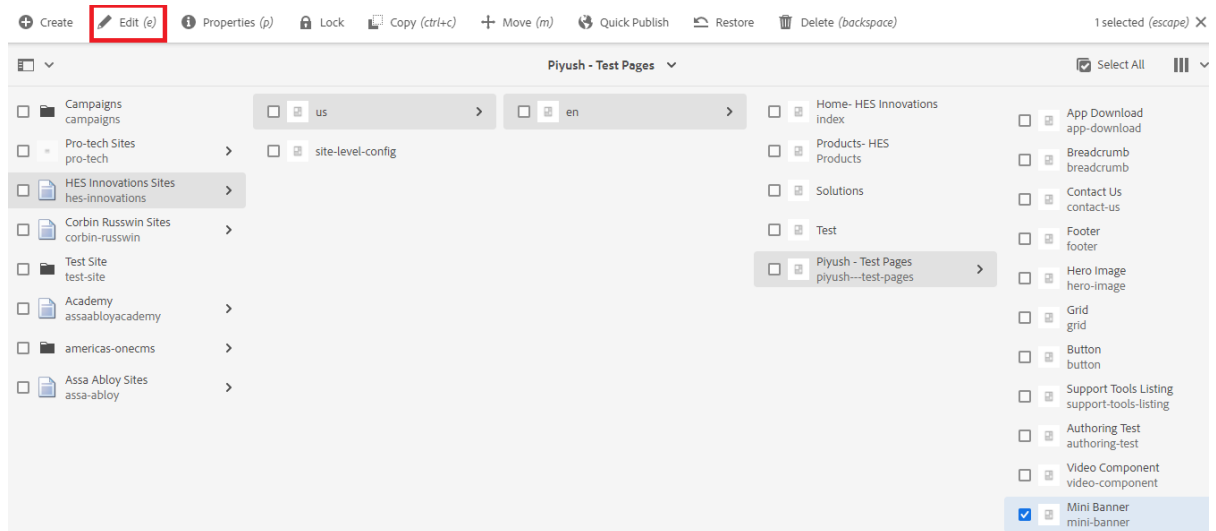 Create Edit (e) Properties (p) Lock Copy (ctrl+c) Move (m) Quick Publish Restore Delete (backspace) 1 selected (escape)
Piyush - Test Pages Select All
Campaigns
campaigns
Pro-tech Sites
pro-tech
HES Innovations Sites
hes-innovations
Corbin Russwin Sites
corbin-russwin
Test Site
test-site
Academy
assaabloyacademy
americas-onecms
Assa Abloy Sites
assa-abloy
us
site-level-config
en
Home- HES Innovations
index
Products- HES
Products
Solutions
Test
Piyush - Test Pages
piyush---test-pages
App Download
app-download
Breadcrumb
breadcrumb
Contact Us
contact-us
Footer
footer
Hero Image
hero-image
Grid
grid
Button
button
Support Tools Listing
support-tools-listing
Authoring Test
authoring-test
Video Component
video-component
Mini Banner
mini-banner